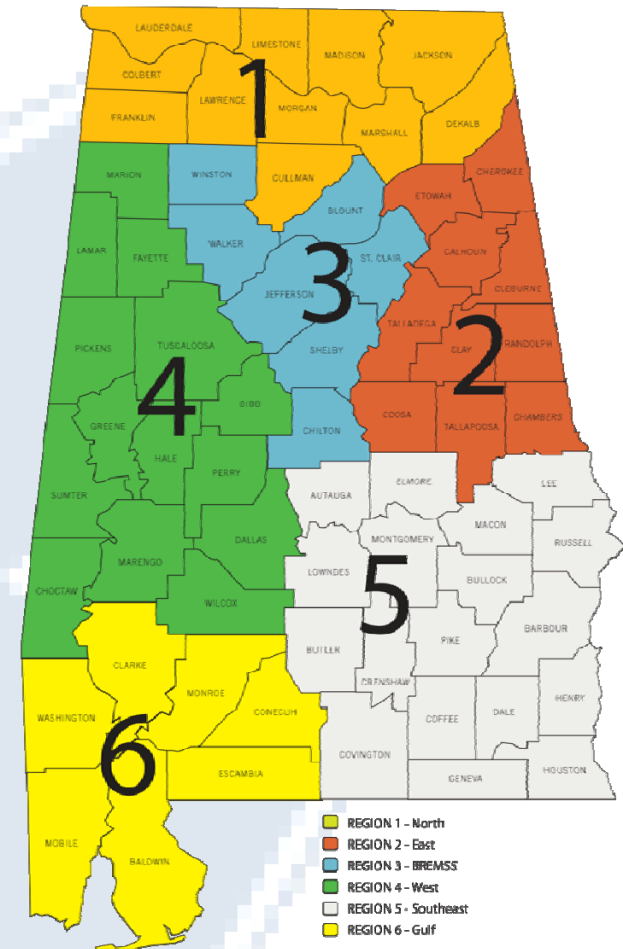 LAUDERDALE
LIMESTONE
MADISON
JACKSON
COLBERT
LAWRENCE
1
MORGAN
FRANKLIN
MARSHALL
DEKALB
MARION
WINSTON
CULLMAN
CHEROKEE
ETOWAH
BLOUNT
LAMAR
FAYETTE
WALKER
ST. CLAIR
CALHOUN
3
JEFFERSON
CLEBURNE
TALLADEGA
PICKENS
TUSCALOOSA
SHELBY
CLAY
2
RANDOLPH
4
BIBB
GREENE
CHILTON
COOSA
TALLAPOOSA
CHAMBERS
HALE
PERRY
SUMTER
AUTAUGA
ELMORE
LEE
MACON
DALLAS
MONTGOMERY
RUSSELL
MARENGO
LOWNDES
5
BULLOCK
CHOCTAW
WILCOX
BARBOUR
BUTLER
PIKE
CLARKE
CRENSHAW
MONROE
HENRY
WASHINGTON
CONECUH
COFFEE
DALE
6
COVINGTON
ESCAMBIA
GENEVA
HOUSTON
MOBILE
BALDWIN
REGION 1 - North
REGION 2 - East
REGION 3 - BREMSS
REGION 4 - West
REGION 5 - Southeast
REGION 6 - Gulf